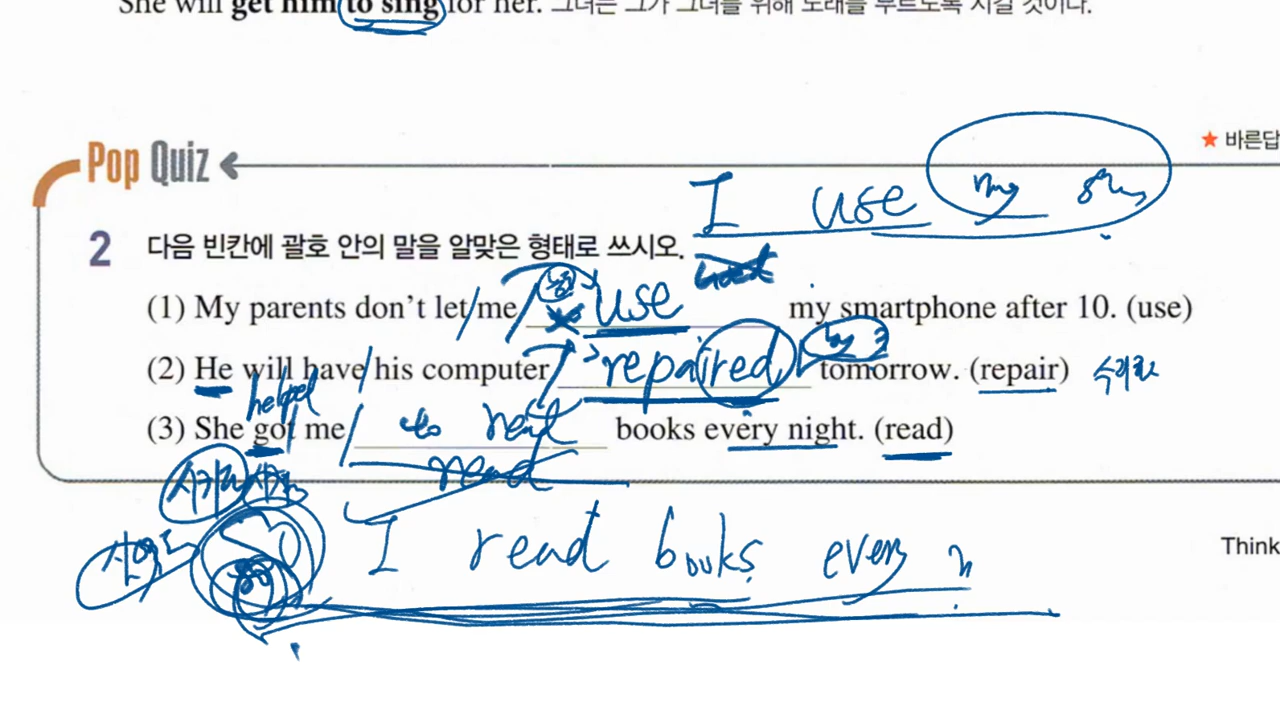 She will get him to sing for her. 그녀는 그가 그녀를 위해 노래를 부르도록 시킬 것이다.
★ 바른답
Pop Quiz
I use my
2 다음 빈칸에 괄호 안의 말을 알맞은 형태로 쓰시오.
(1) My parents don't let me use my smartphone after 10. (use)
(2) He will have his computer repaired tomorrow. (repair)
helped
(3) She got me to read books every night. (read)
read
I read books every n
Think